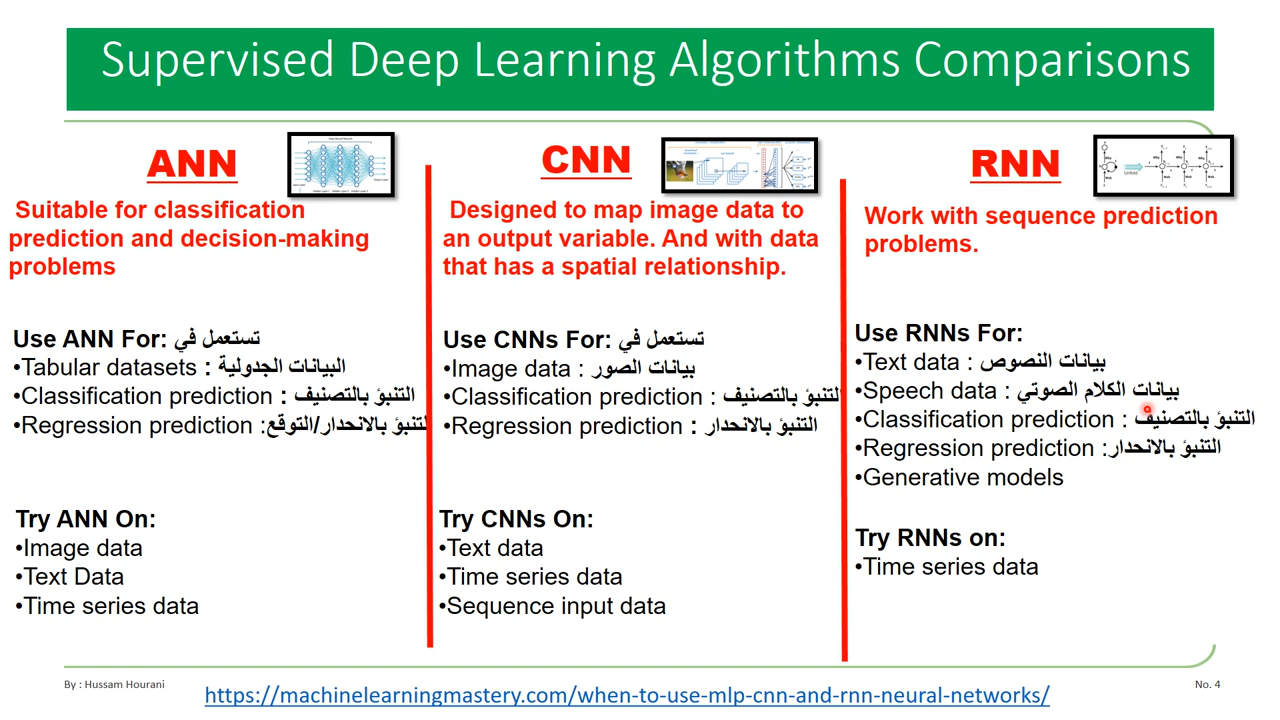 Supervised Deep Learning Algorithms Comparisons
ANN
Suitable for classification
prediction and decision-making
problems
Use ANN For: تستعمل في
•Tabular datasets : البيانات الجدولية
•Classification prediction : التنبؤ بالتصنيف
•Regression prediction: التنبؤ بالانحدار/التوقع
Try ANN On:
•Image data
•Text Data
•Time series data
CNN
Designed to map image data to
an output variable. And with data
that has a spatial relationship.
Use CNNs For: تستعمل في
•Image data : بيانات الصور
•Classification prediction : التنبؤ بالتصنيف
•Regression prediction : التنبؤ بالانحدار
Try CNNs On:
•Text data
•Time series data
•Sequence input data
RNN
Unfold
Work with sequence prediction
problems.
Use RNNs For:
•Text data : بيانات النصوص
•Speech data : بيانات الكلام الصوتي
•Classification prediction : التنبؤ بالتصنيف
•Regression prediction: التنبؤ بالانحدار
•Generative models
Try RNNs on:
•Time series data
By : Hussam Hourani
https://machinelearningmastery.com/when-to-use-mlp-cnn-and-rnn-neural-networks/
No. 4